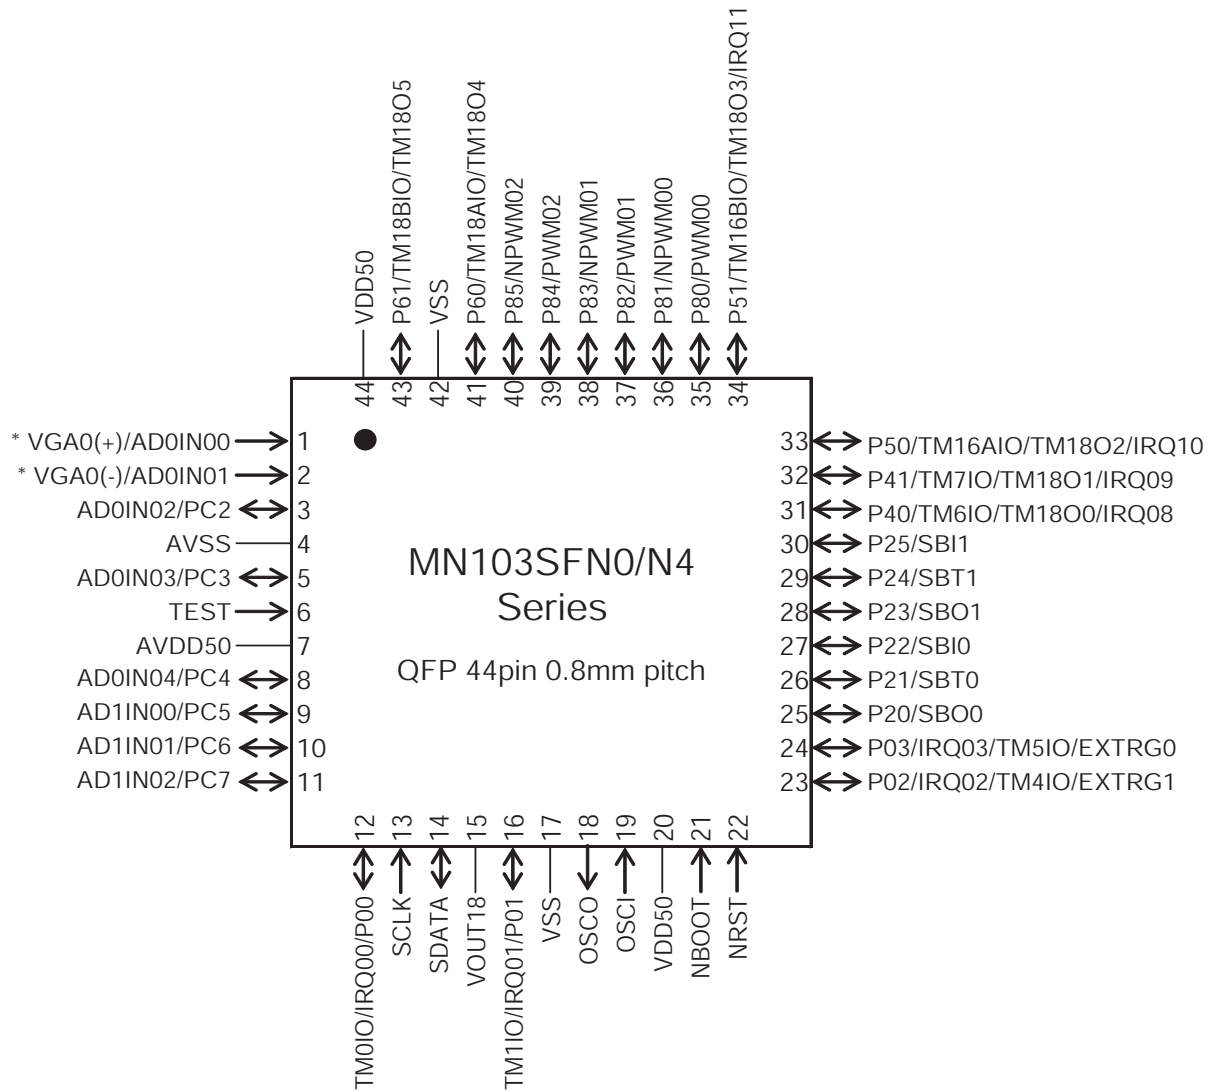 VDD50
P61/TM18BIO/TM18O5
VSS
P60/TM18AIO/TM18O4
P85/NPWM02
P84/PWM02
P83/NPWM01
P82/PWM01
P81/NPWM00
P80/PWM00
P51/TM16BIO/TM18O3/IRQ11
44
43
42
41
40
39
38
37
36
35
34
* VGA0(+)/AD0IN00 1
* VGA0(-)/AD0IN01 2
AD0IN02/PC2 3
AVSS 4
AD0IN03/PC3 5
TEST 6
AVDD50 7
AD0IN04/PC4 8
AD1IN00/PC5 9
AD1IN01/PC6 10
AD1IN02/PC7 11
MN103SFN0/N4
Series
QFP 44pin 0.8mm pitch
33 P50/TM16AIO/TM18O2/IRQ10
32 P41/TM7IO/TM18O1/IRQ09
31 P40/TM6IO/TM18O0/IRQ08
30 P25/SBI1
29 P24/SBT1
28 P23/SBO1
27 P22/SBI0
26 P21/SBT0
25 P20/SBO0
24 P03/IRQ03/TM5IO/EXTRG0
23 P02/IRQ02/TM4IO/EXTRG1
12
13
14
15
16
17
18
19
20
21
22
TM0IO/IRQ00/P00
SCLK
SDATA
VOUT18
TM1IO/IRQ01/P01
VSS
OSCO
OSCI
VDD50
NBOOT
NRST